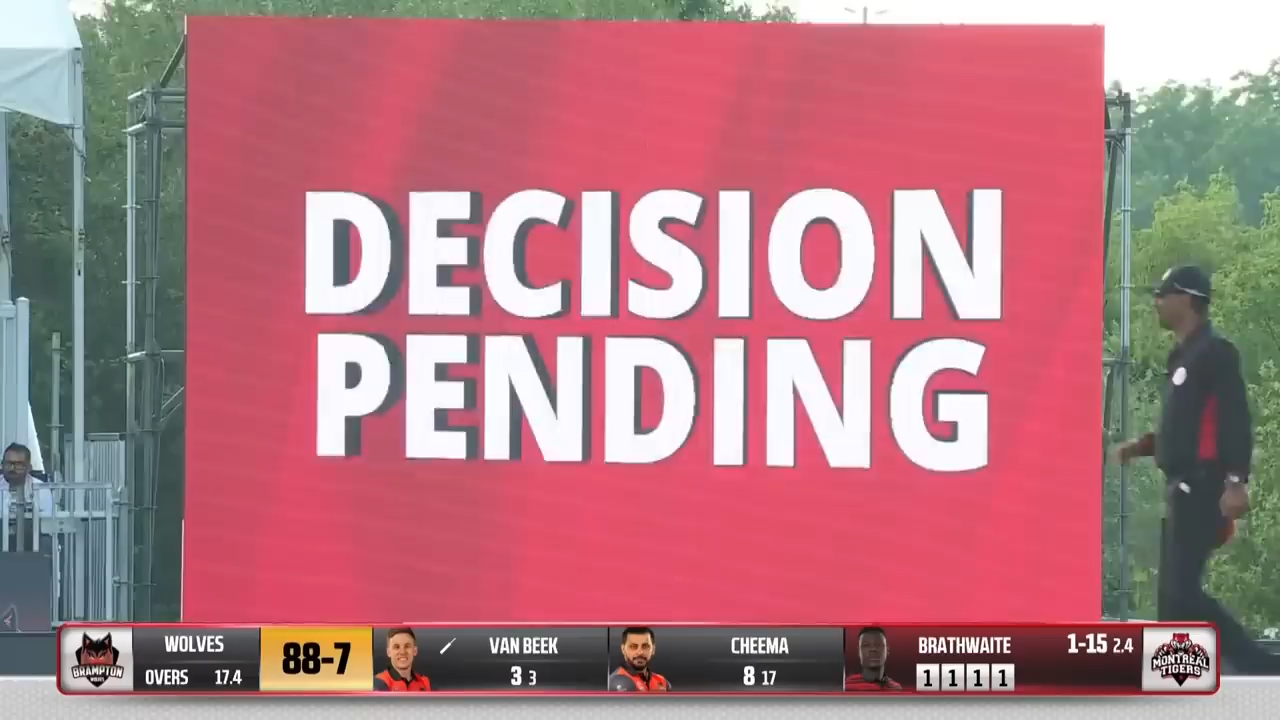 DECISION
PENDING
WOLVES
OVERS 17.4
88-7
VAN BEEK
3 3
CHEEMA
8 17
BRATHWAITE
1 1 1 1
1-15 2.4
BRAMPTON
WOLVES
MONTREAL
TIGERS